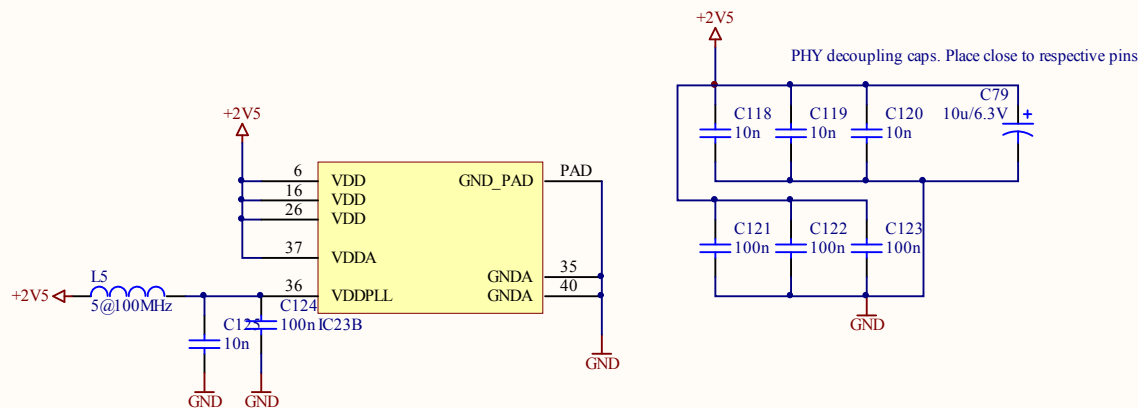 +2V5
PHY decoupling caps. Place close to respective pins
C79
10u/6.3V
+
C118
10n
C119
10n
C120
10n
+2V5
6
VDD
16
VDD
26
VDD
37
VDDA
36
VDDPLL
GND_PAD
PAD
GNDA
35
GNDA
40
C121
100n
C122
100n
C123
100n
L5
+2V5
5@100MHz
C124
100n
IC23B
C125
10n
GND
GND
GND
GND